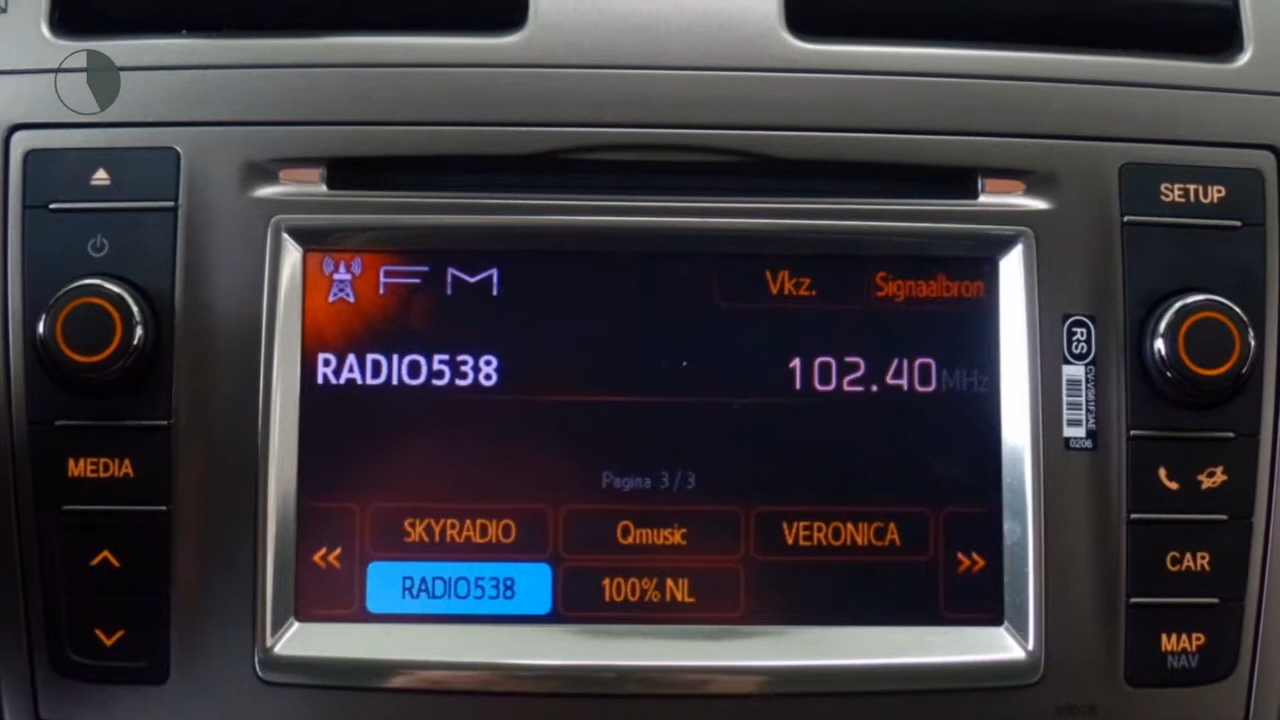 SETUP
FM
Vkz.
Signaalbron
RADIO538
102.40 MHz
RS
0206
MEDIA
Pagina 3/3
SKYRADIO
Qmusic
VERONICA
«
»
RADIO538
100% NL
CAR
MAP
NAV